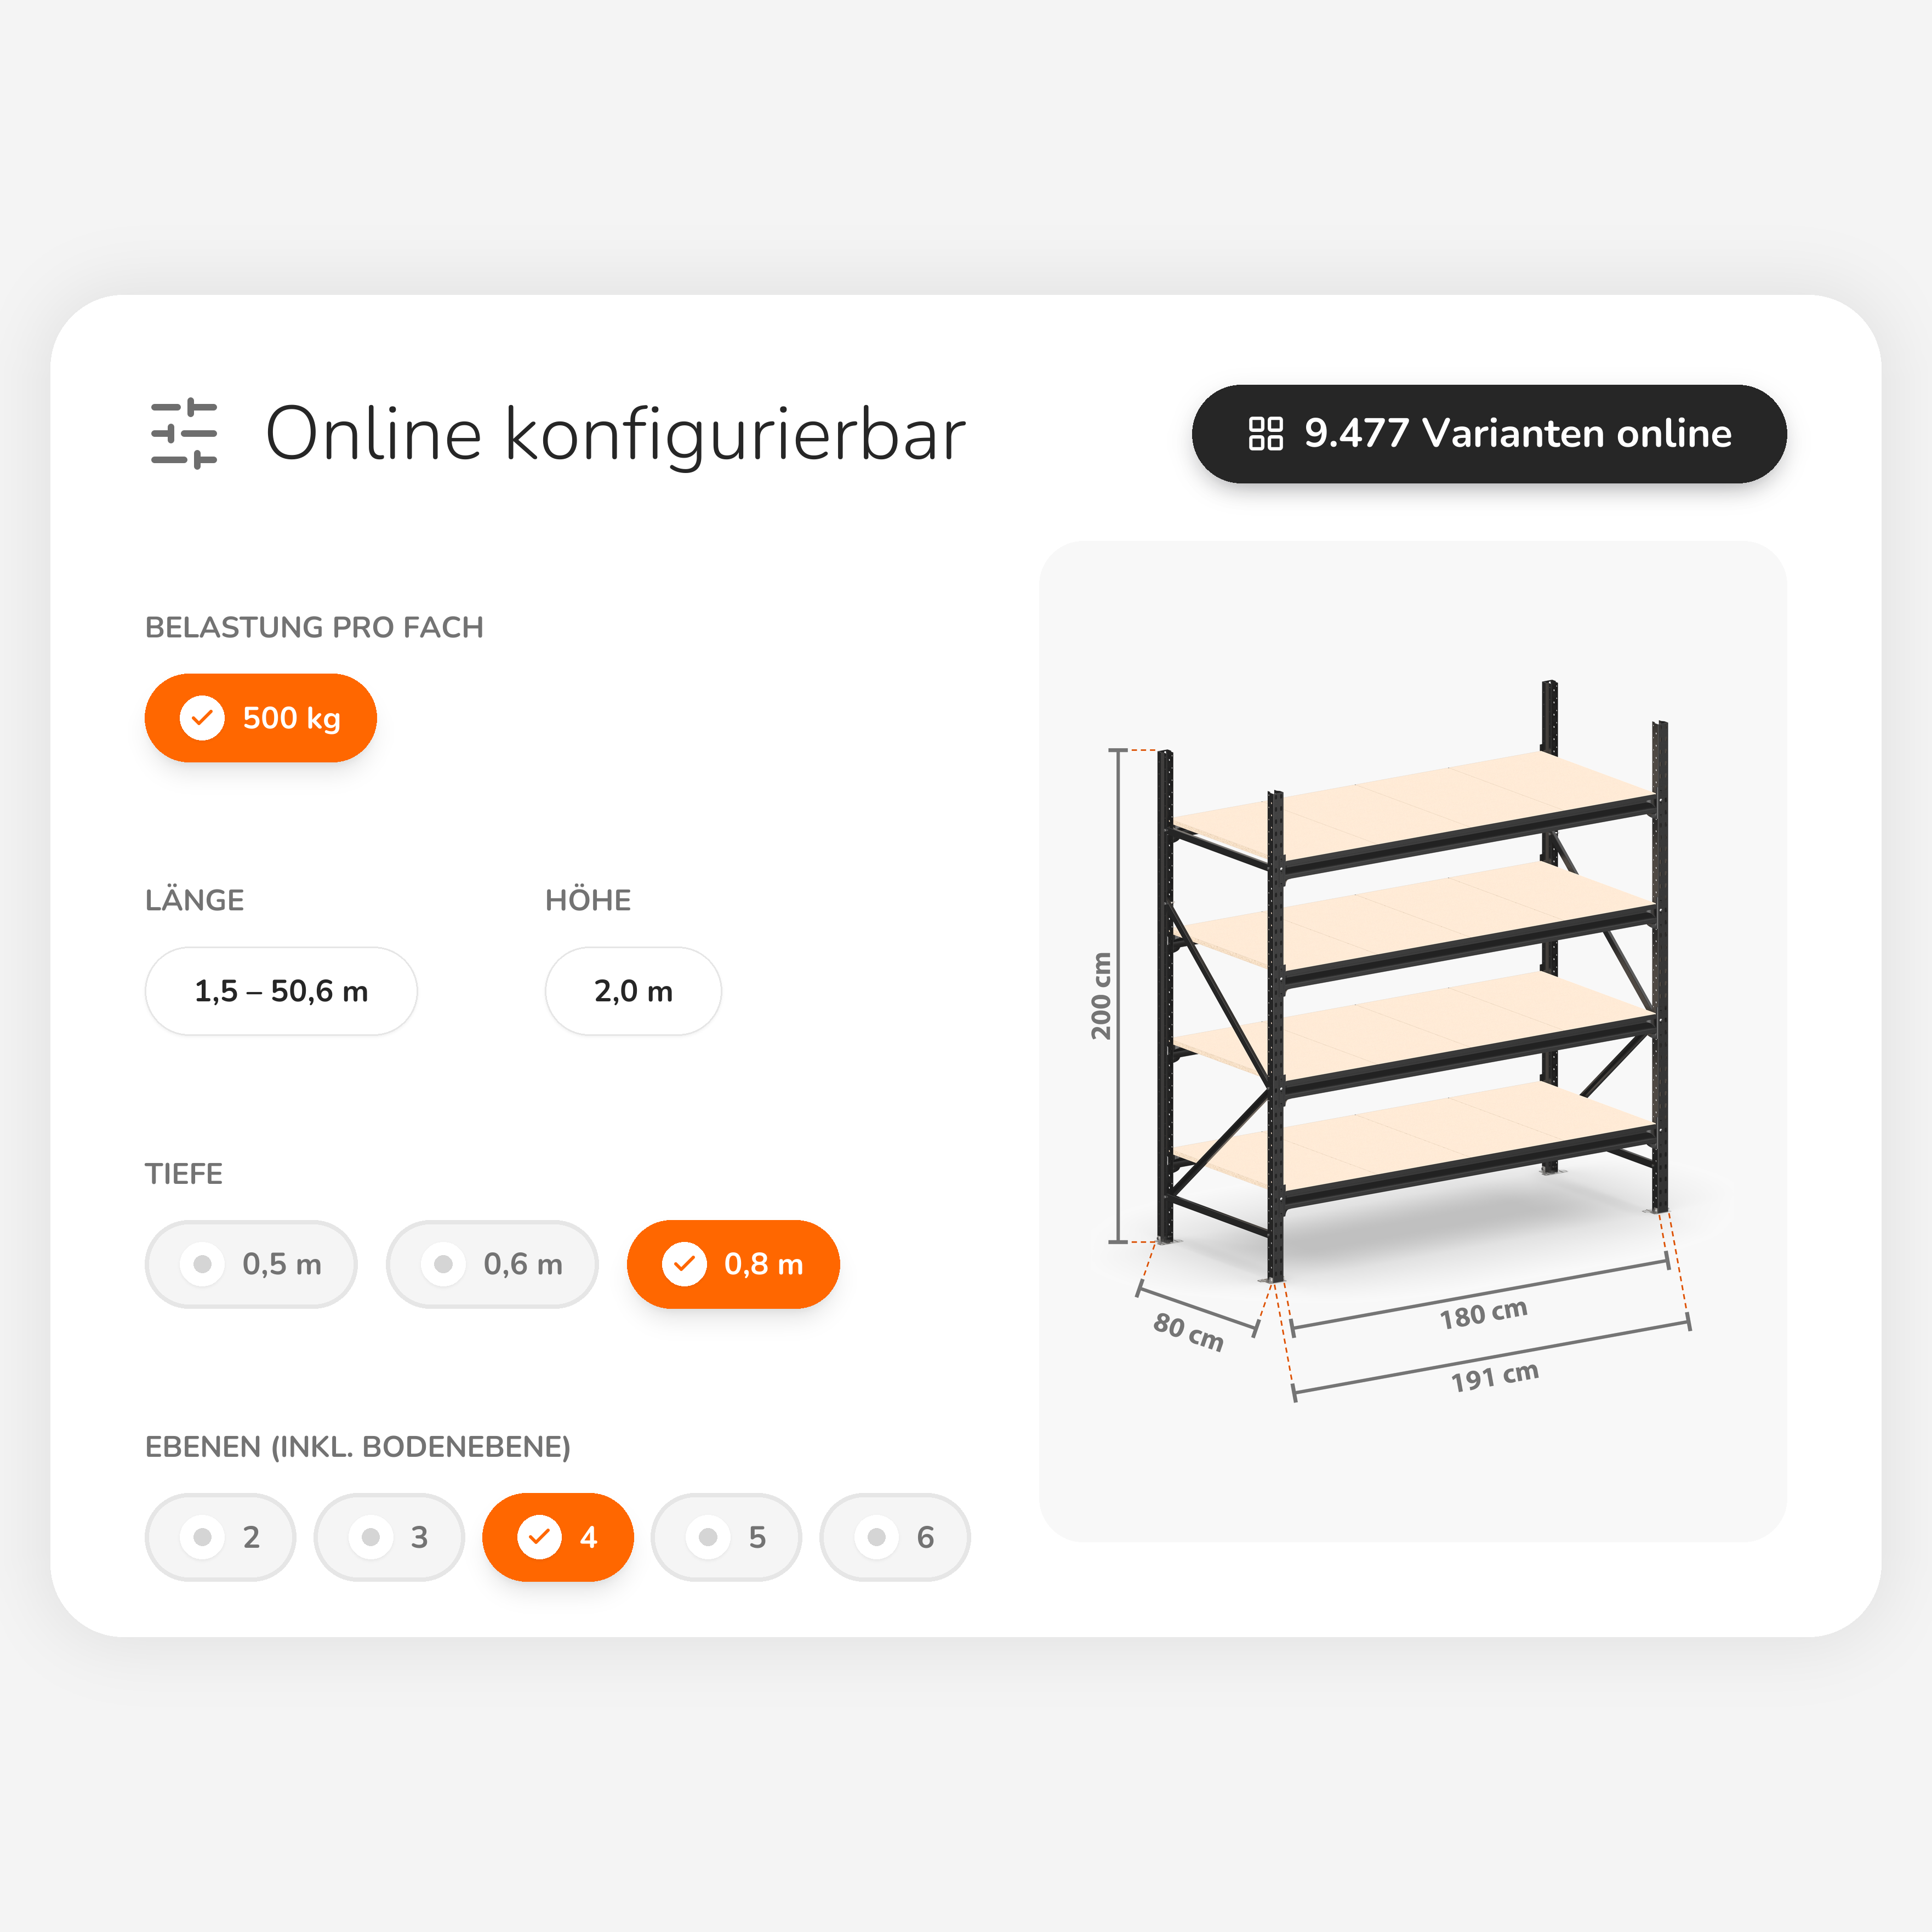 Online konfigurierbar
9.477 Varianten online
BELASTUNG PRO FACH
500 kg
LÄNGE
HÖHE
1,5 – 50,6 m
2,0 m
TIEFE
0,5 m
0,6 m
0,8 m
EBENEN (INKL. BODENEBENE)
2
3
4
5
6
200 cm
80 cm
180 cm
191 cm